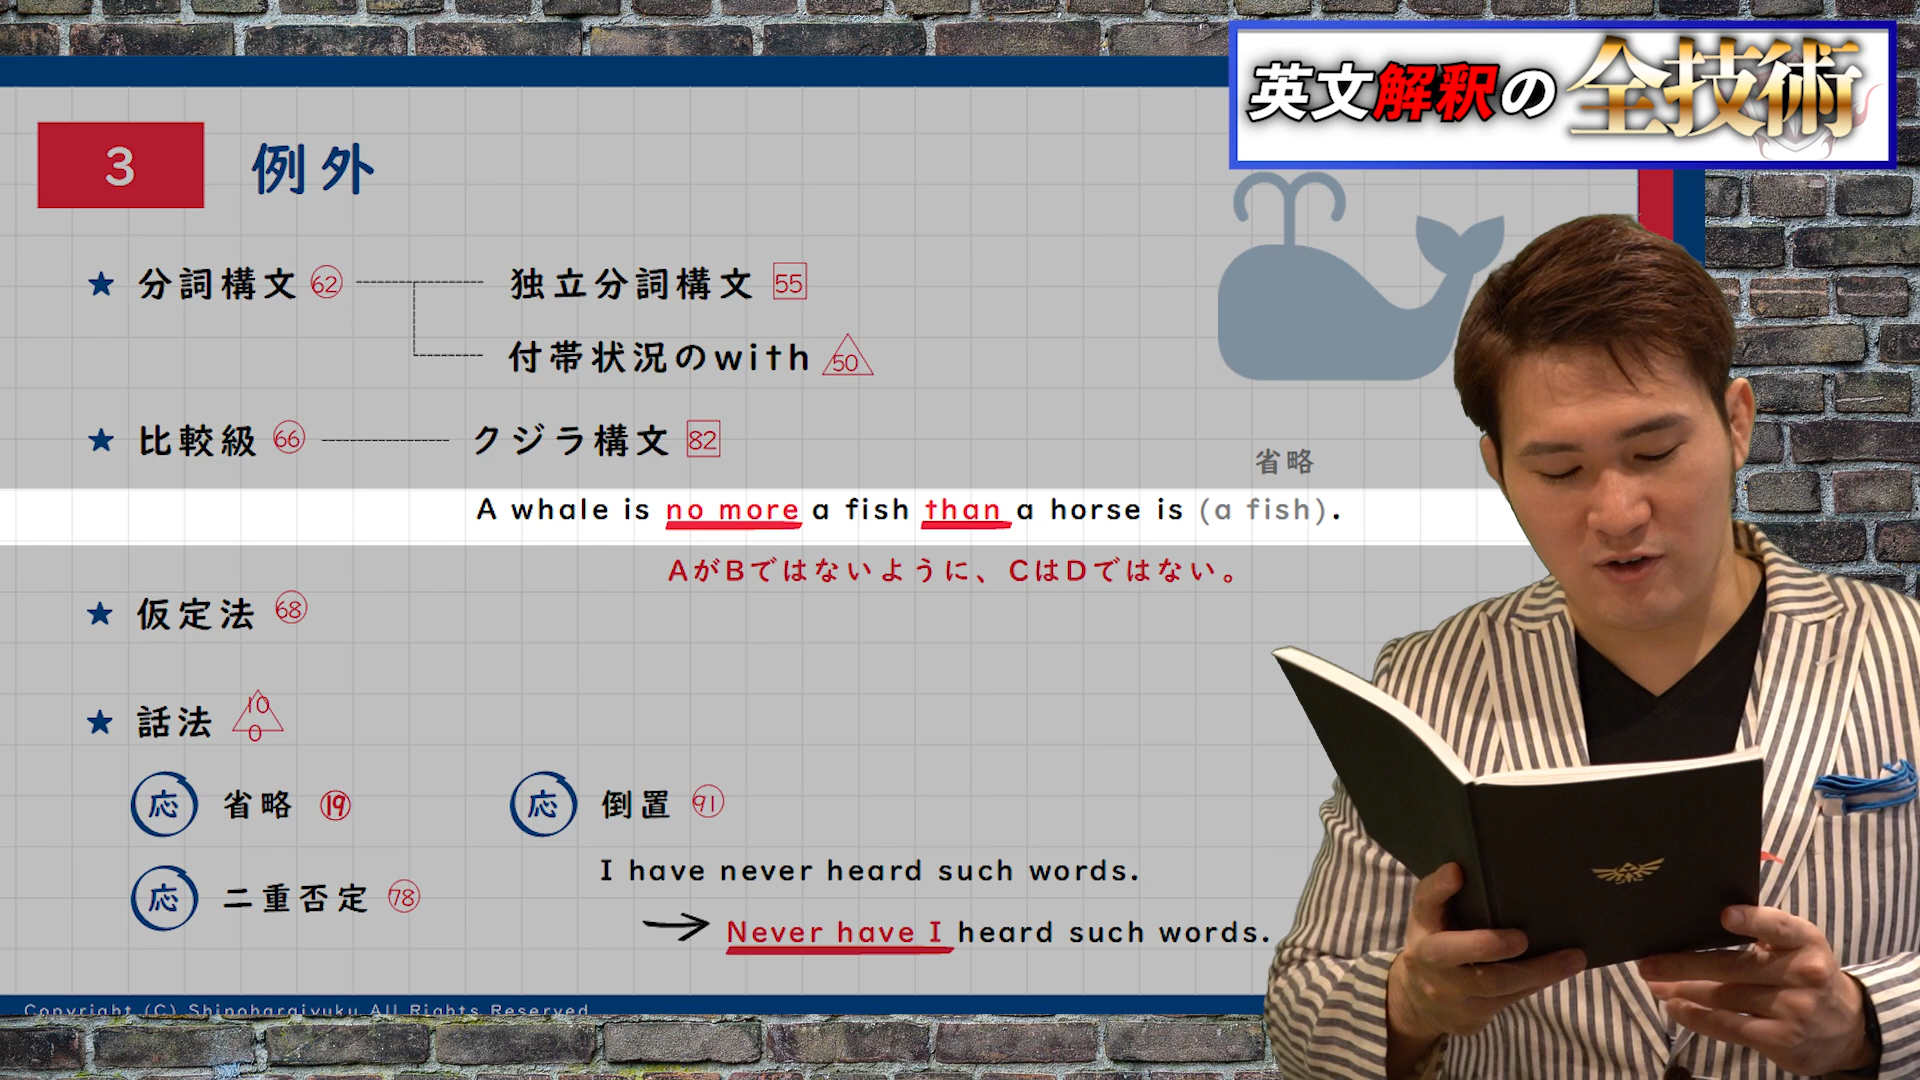 英文解釈の全技術
3 例外
★ 分詞構文 62 独立分詞構文 55
付帯状況のwith 50
★ 比較級 66 クジラ構文 82
省略
A whale is no more a fish than a horse is (a fish).
AがBではないように、CはDではない。
★ 仮定法 68
★ 話法 100
応 省略 19 応 倒置 91
I have never heard such words.
応 二重否定 78
→ Never have I heard such words.
Copyright (C) Shinoharajyuku All Rights Reserved